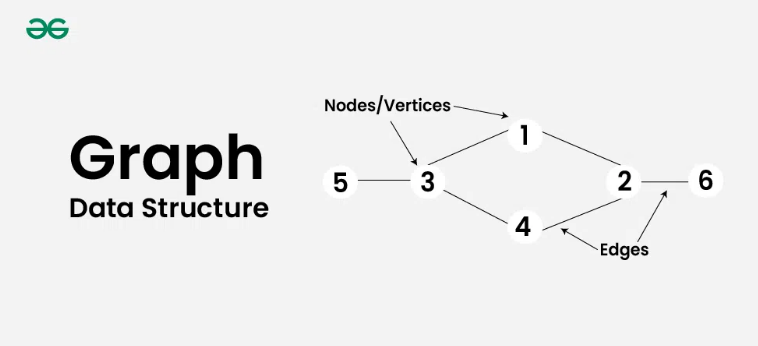 Graph
Data Structure
Nodes/Vertices
1
5
3
2
6
4
Edges